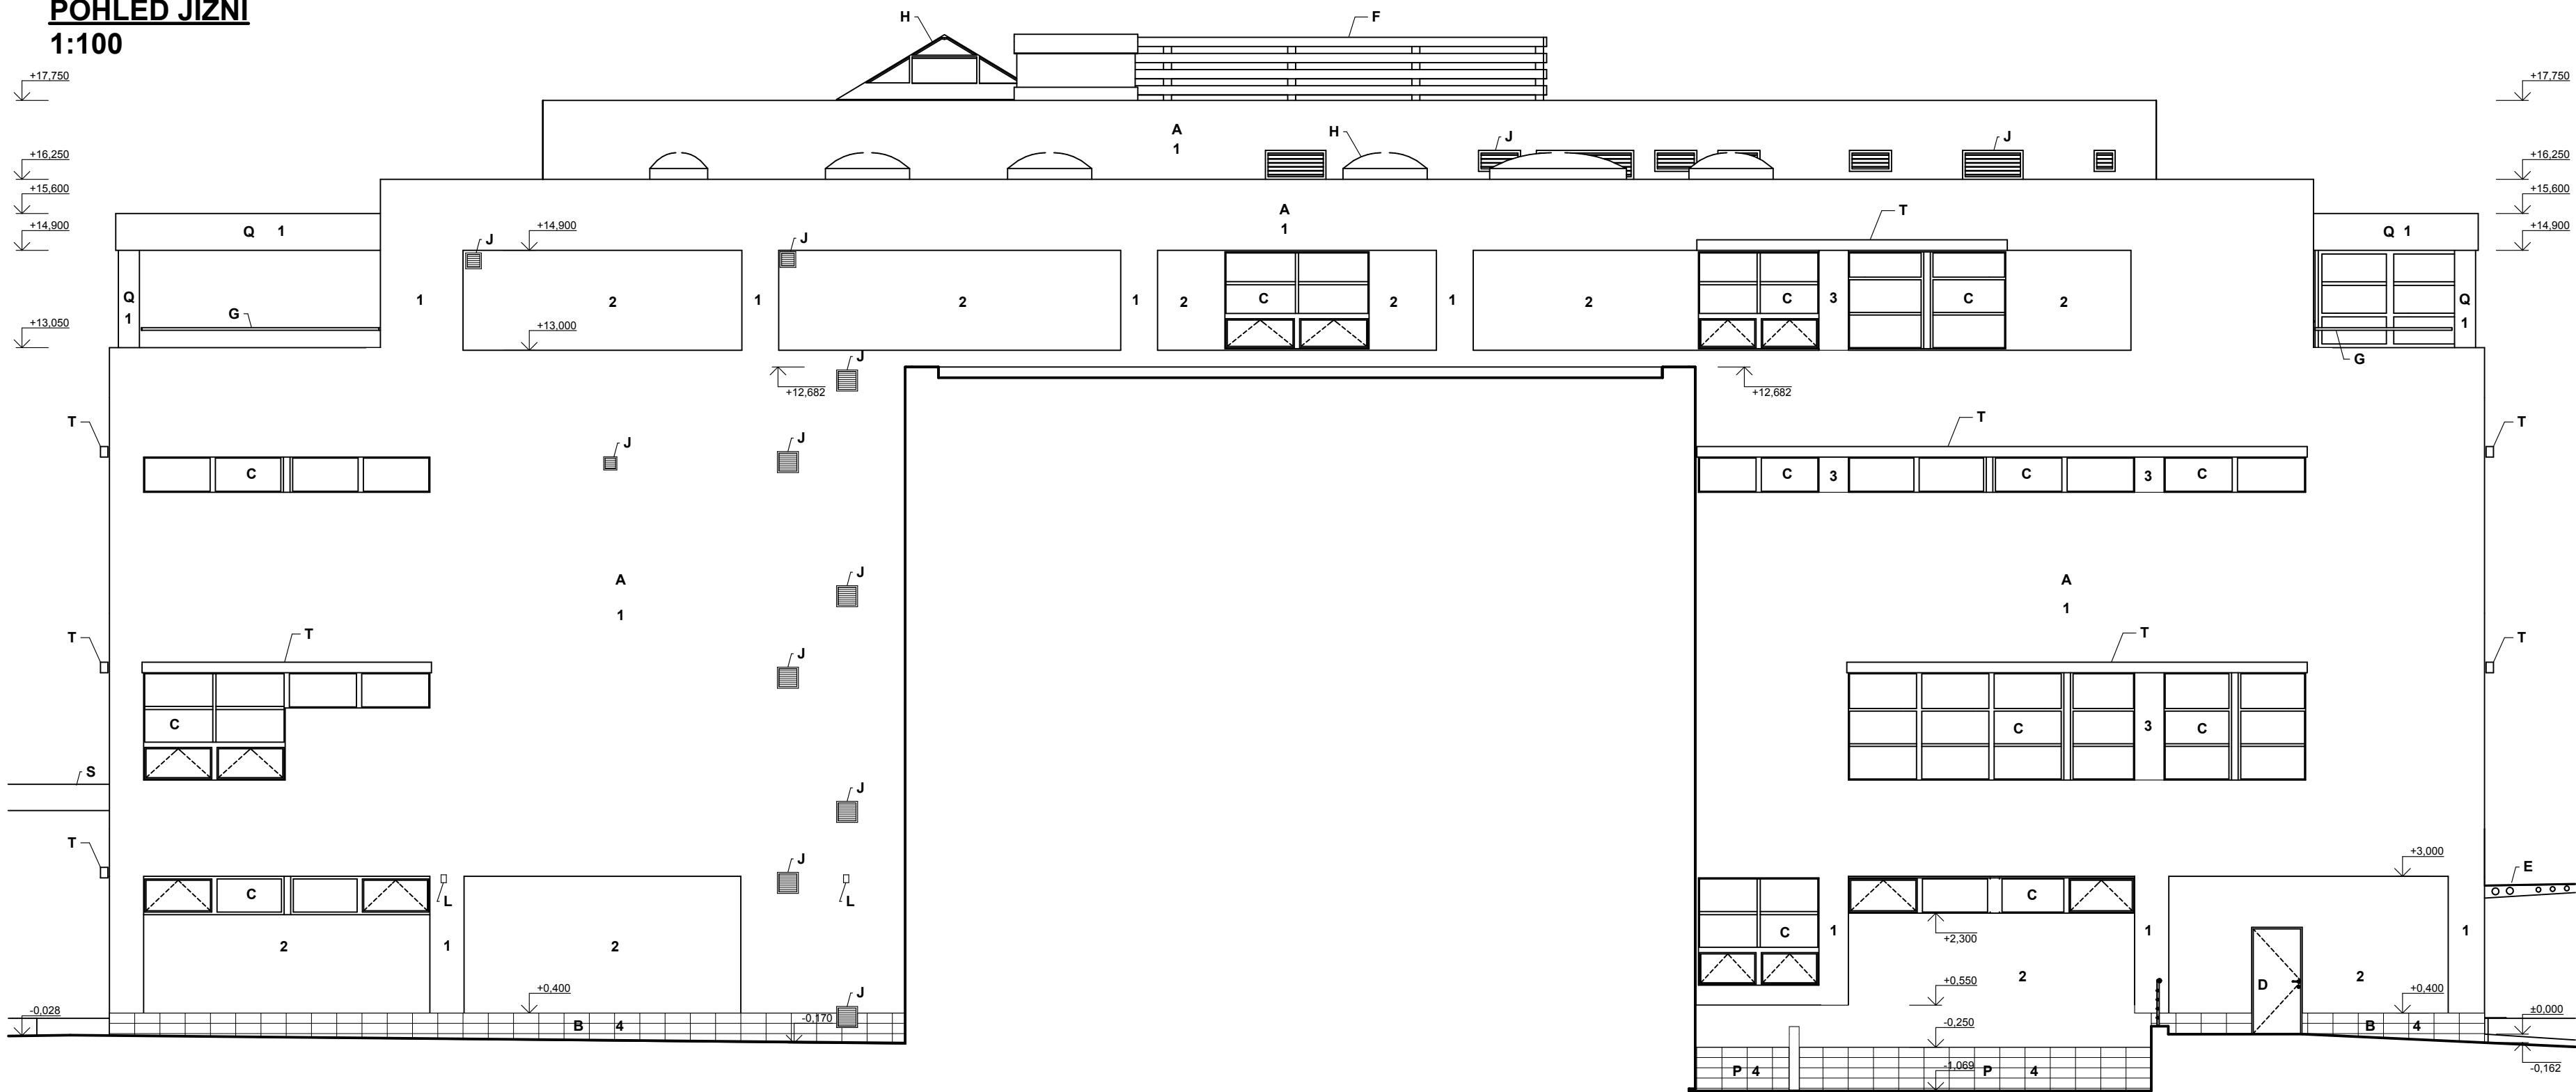 POHLED JIŽNÍ
1:100
H F
+17,750 +17,750
A
1
H J J
+16,250 +16,250
+15,600 +15,600
A
1
T
+14,900 Q 1 J +14,900 J Q 1 +14,900
Q
1
1 2 1 2 1 2 C 2 1 2 C 3 C 2
Q
1
G
+13,050 +13,000 +13,050
G
J
+12,682 +12,682
T T T
J J
C C 3 C 3 C
J
A
1
A
1
T T T T
J
C C 3 C
S
J
T
+3,000
J
E
C L L C
C
2 1 2 1 1 1
+2,300
2 D 2
+0,400 J +0,550 +0,400
-0,028 ±0,000
B 4 -0,170 -0,250 B 4
P 4 -1,069 P 4 -0,162